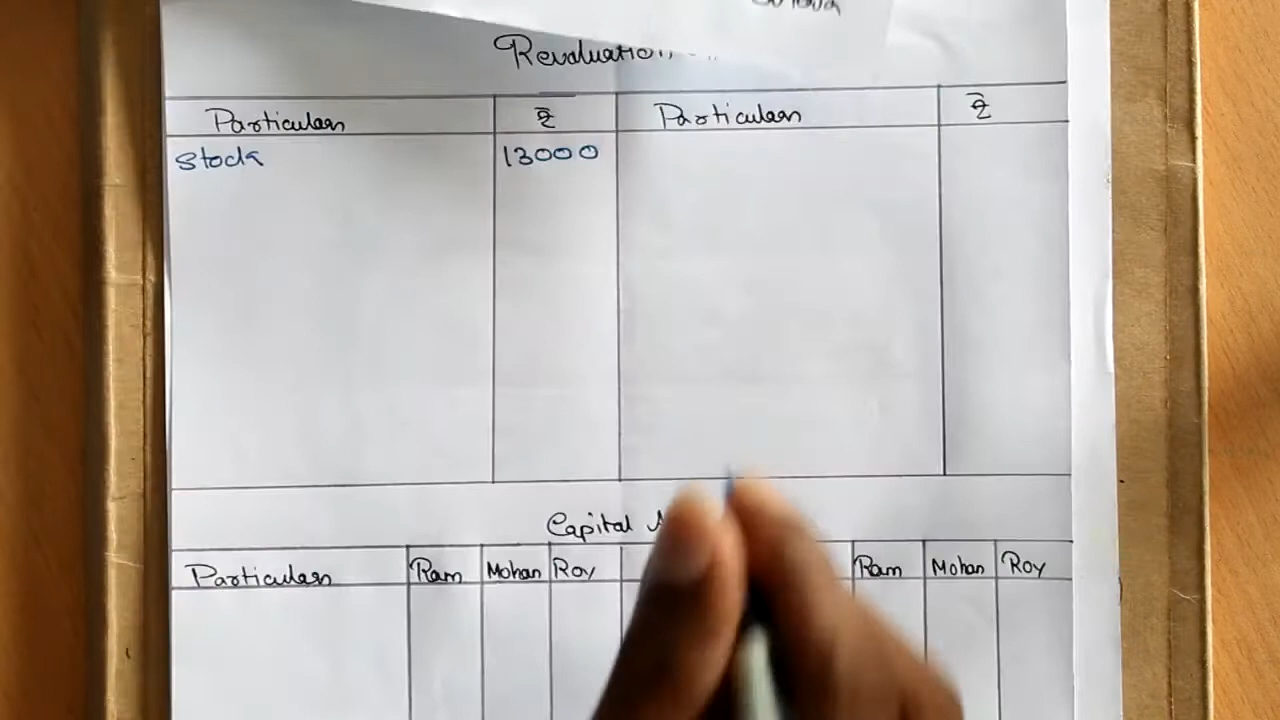 Revaluation
Particulars ₹ Particulars ₹
Stock 13000
Capital
Particulars Ram Mohan Roy Ram Mohan Roy